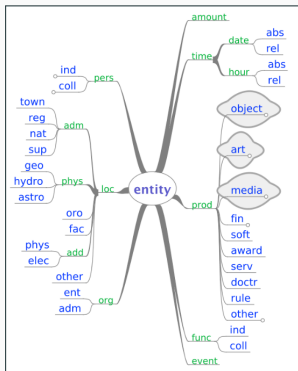 amount
time
date
abs
rel
hour
abs
rel
pers
ind
coll
loc
adm
town
reg
nat
sup
phys
geo
hydro
astro
oro
fac
add
phys
elec
other
org
ent
adm
entity
prod
object
art
media
fin
soft
award
serv
doctr
rule
other
func
ind
coll
event